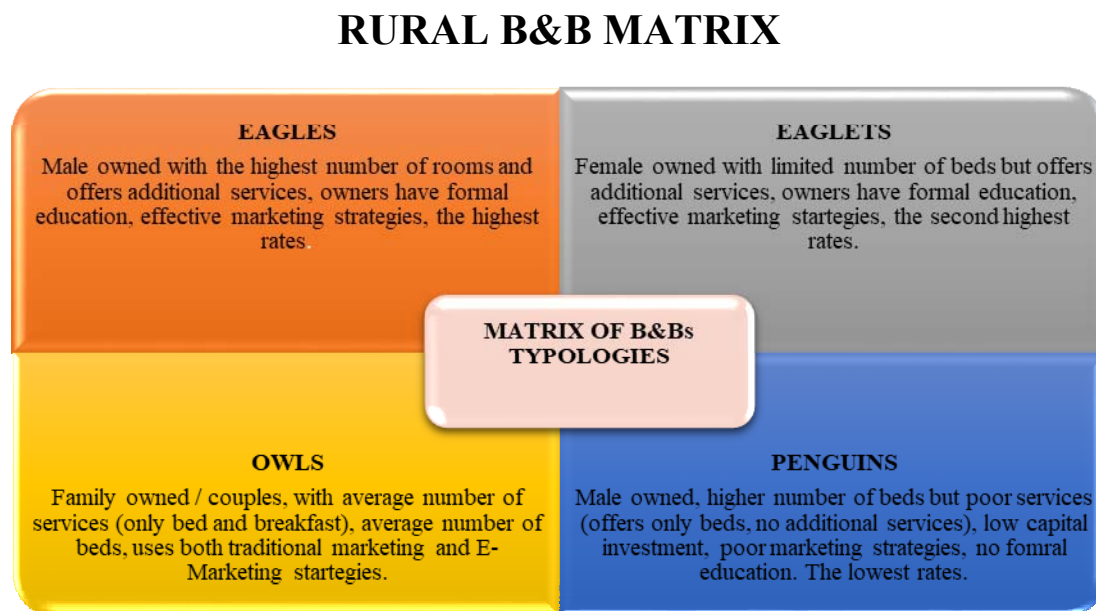 RURAL B&B MATRIX
EAGLES
Male owned with the highest number of rooms and
offers additional services, owners have formal
education, effective marketing strategies, the highest
rates.
EAGLETS
Female owned with limited number of beds but offers
additional services, owners have formal education,
effective marketing startegies, the second highest
rates.
MATRIX OF B&Bs
TYPOLOGIES
OWLS
Family owned / couples, with average number of
services (only bed and breakfast), average number of
beds, uses both traditional marketing and E-
Marketing startegies.
PENGUINS
Male owned, higher number of beds but poor services
(offers only beds, no additional services), low capital
investment, poor marketing strategies, no fomral
education. The lowest rates.